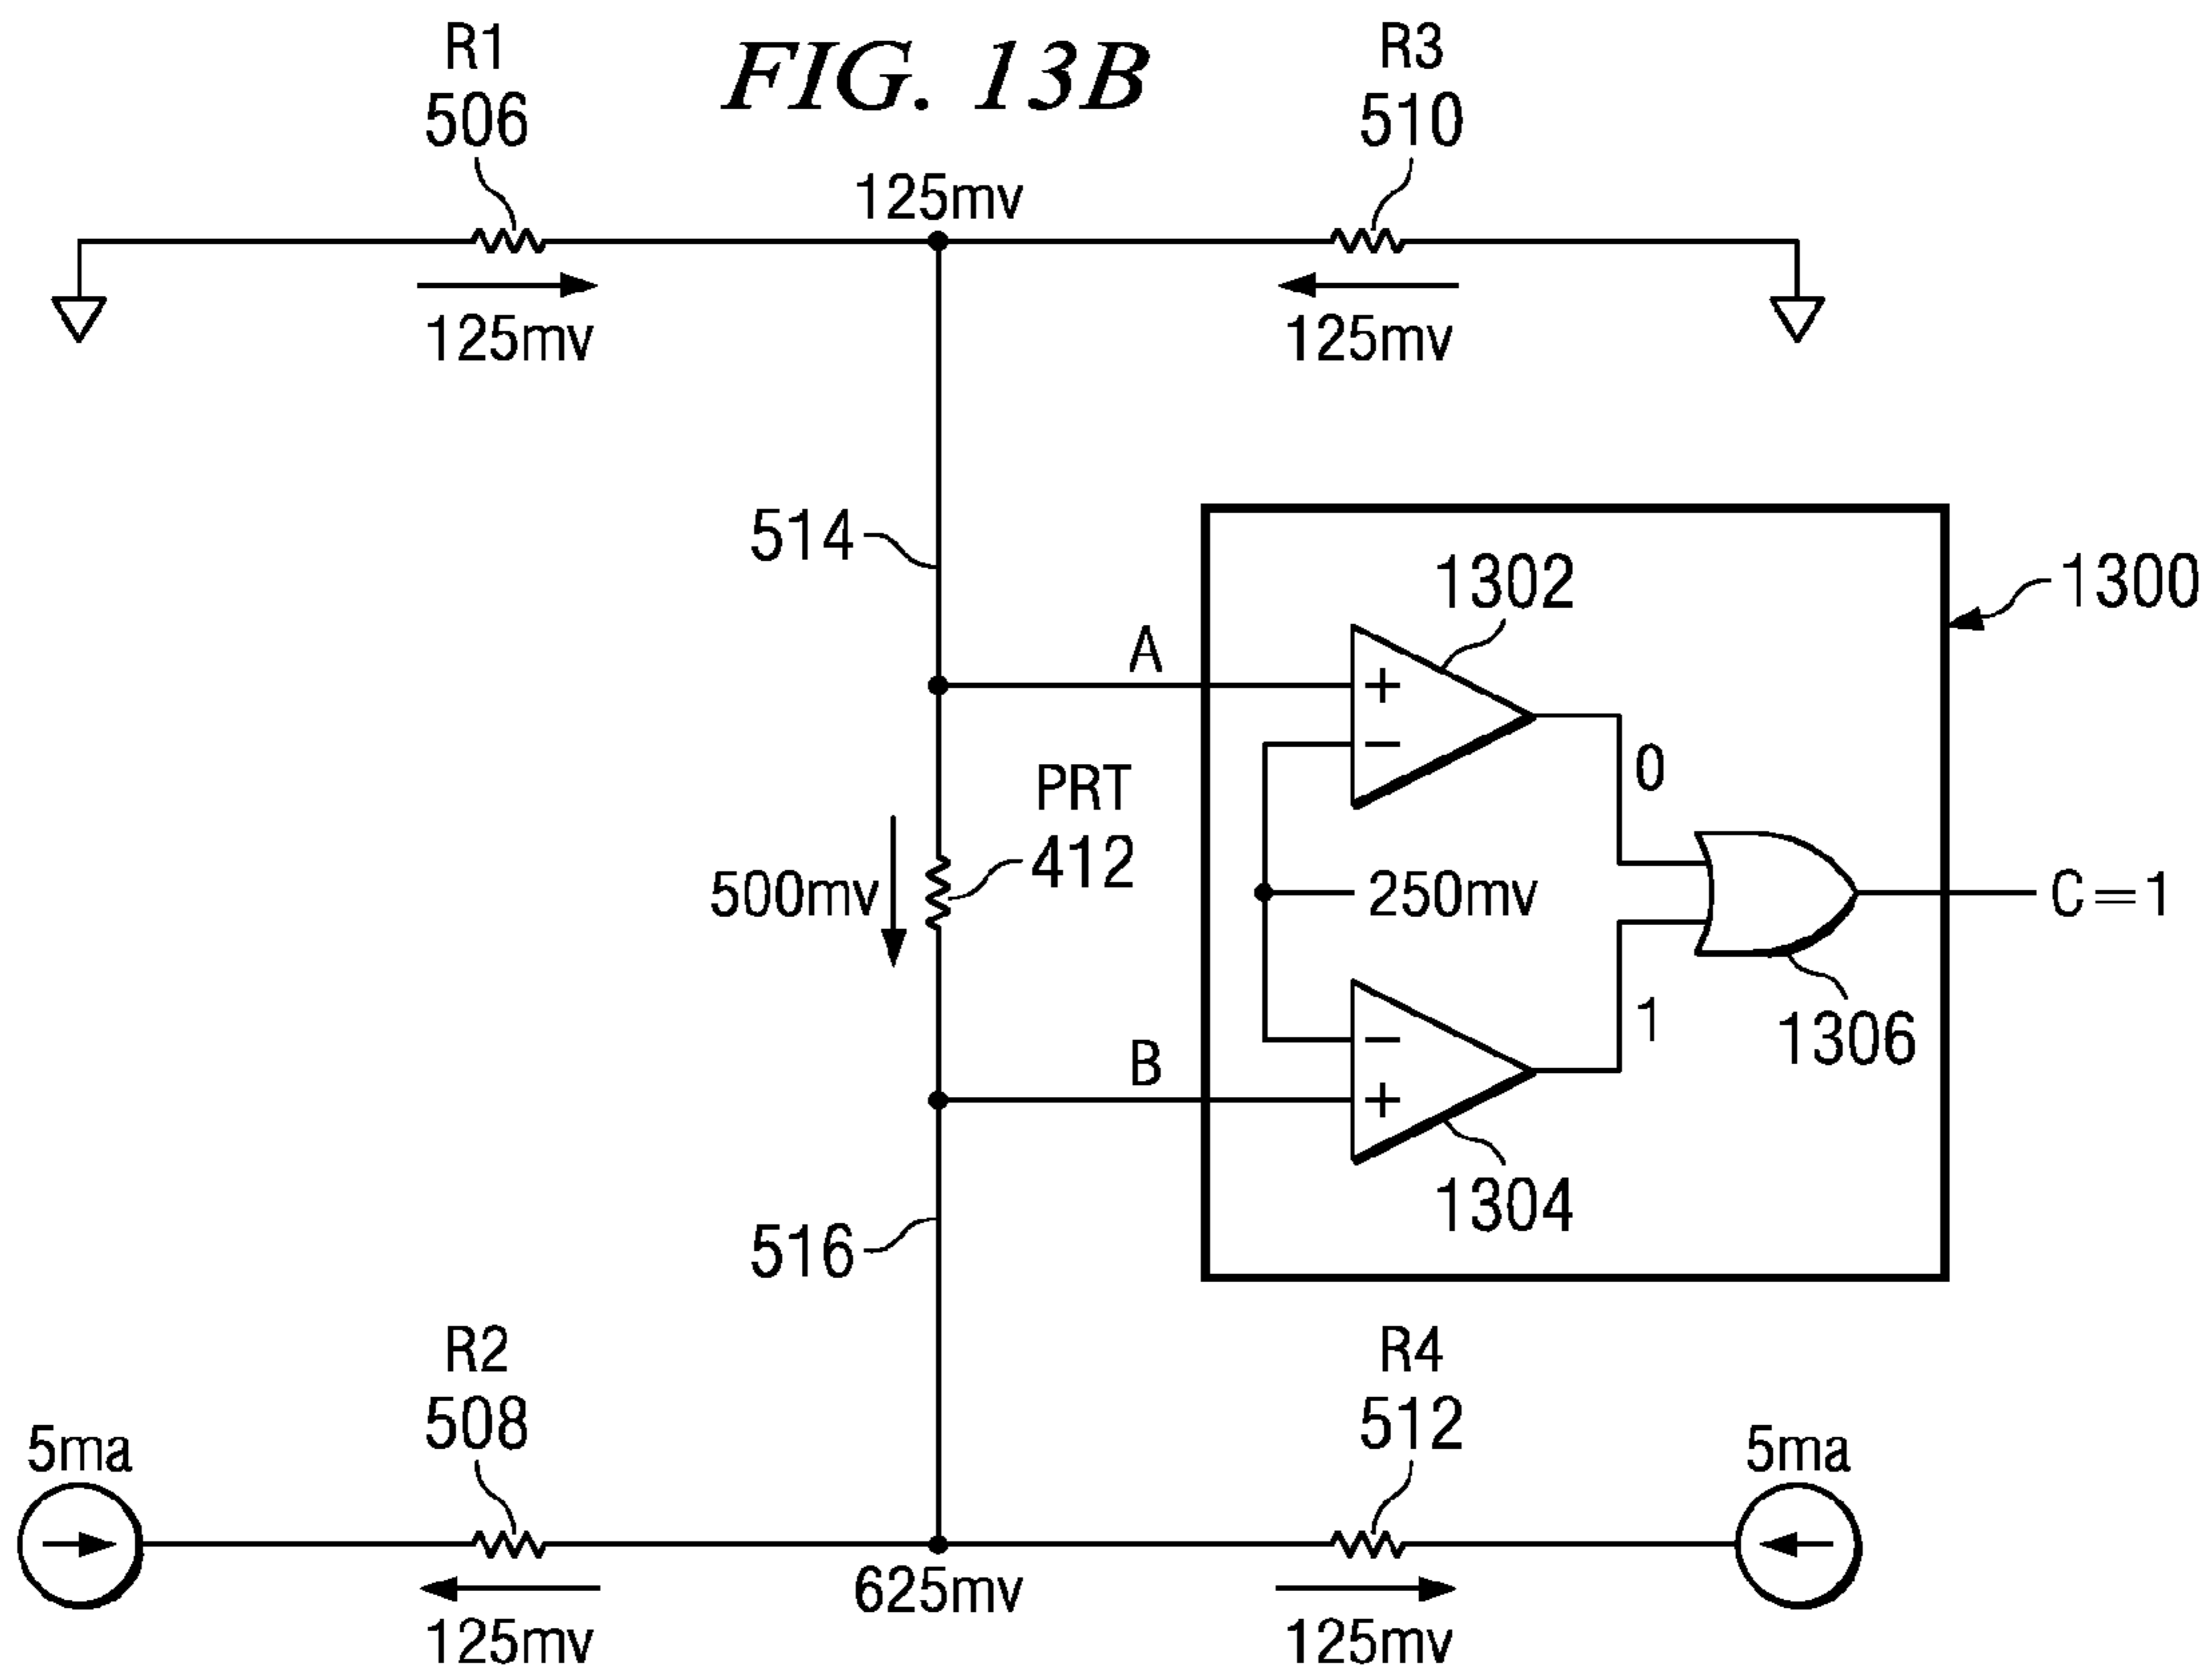 FIG. 13B
R1
506
R3
510
125mv
125mv
125mv
514
1300
1302
A
+
−
0
PRT
412
500mv
250mv
C=1
−
+
1
B
1306
1304
516
R2
508
R4
512
5ma
5ma
625mv
125mv
125mv